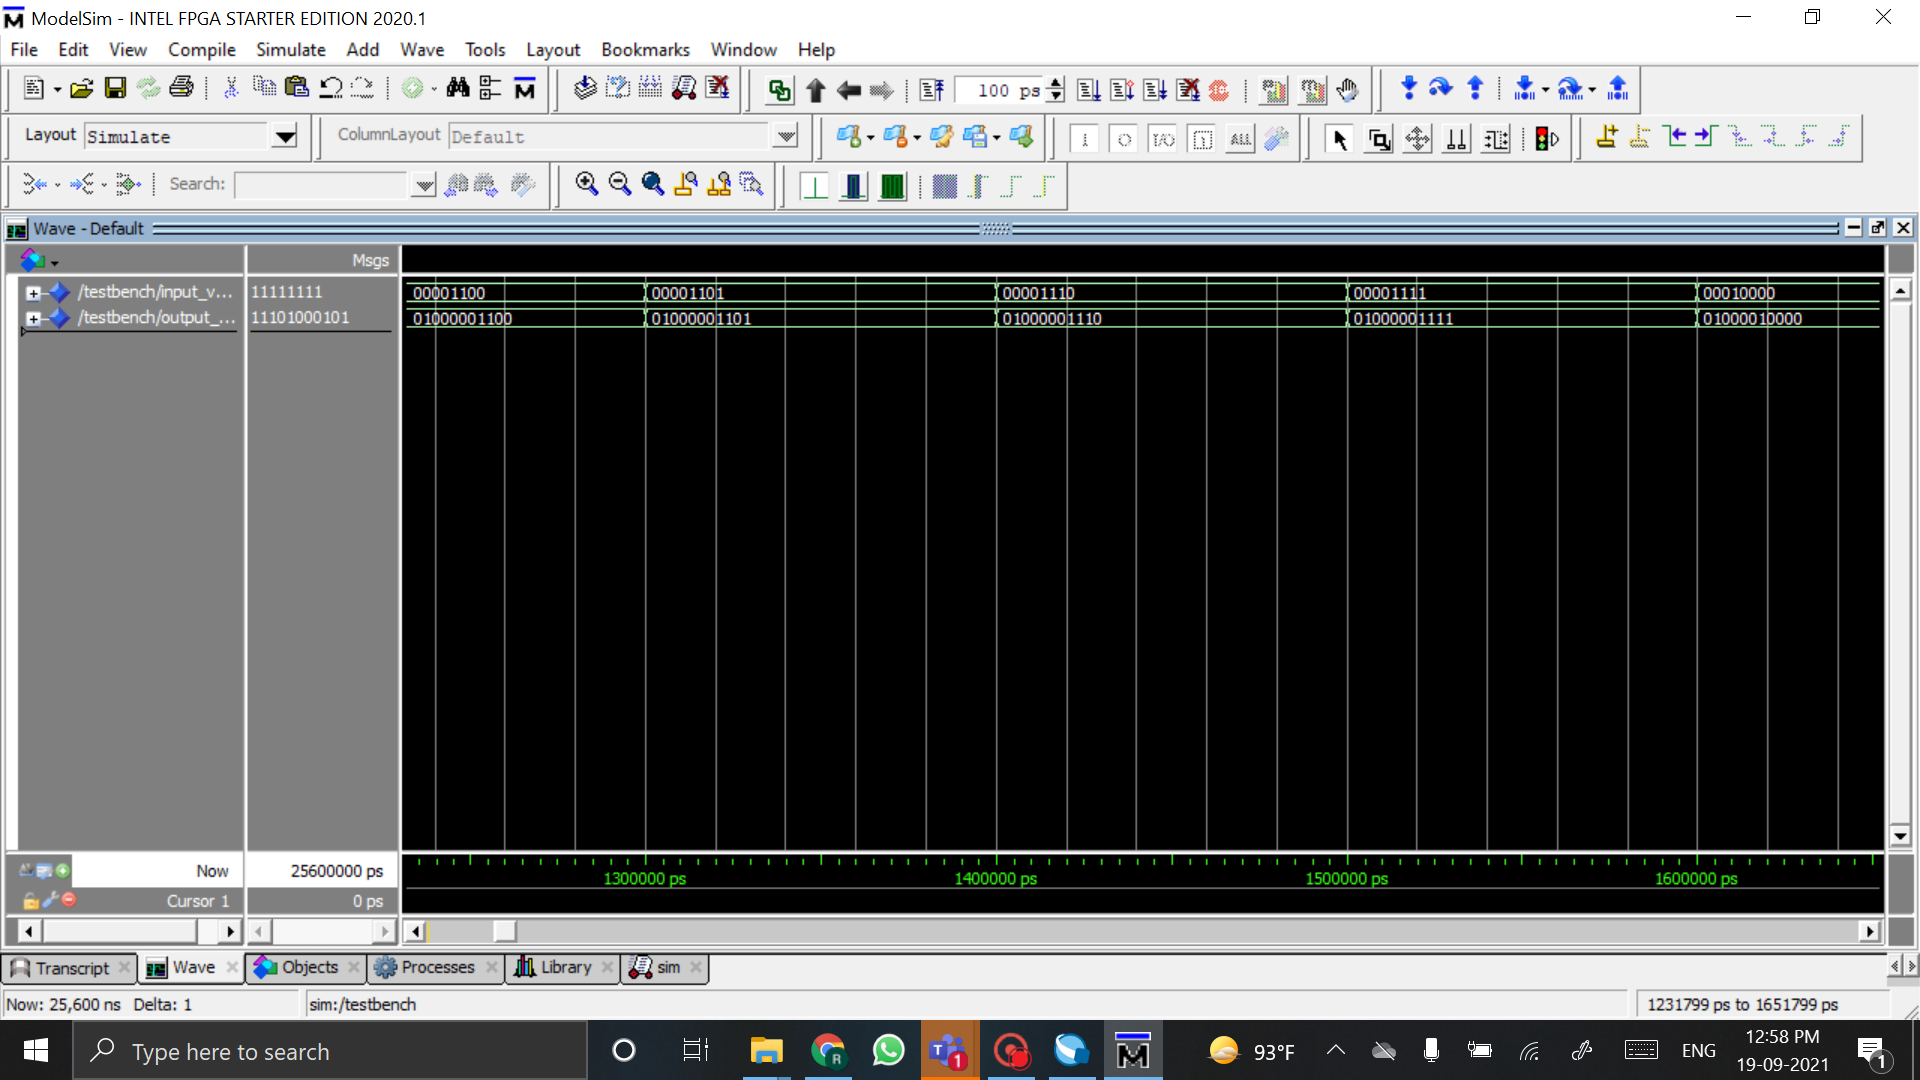 ModelSim - INTEL FPGA STARTER EDITION 2020.1
File Edit View Compile Simulate Add Wave Tools Layout Bookmarks Window Help
100 ps
Layout Simulate ColumnLayout Default
ALL
Search:
Wave - Default
Msgs
/testbench/input_v... 11111111 00001100 00001101 00001110 00001111 00010000
/testbench/output_... 11101000101 01000001100 01000001101 01000001110 01000001111 01000010000
Now 25600000 ps 1300000 ps 1400000 ps 1500000 ps 1600000 ps
Cursor 1 0 ps
Transcript Wave Objects Processes Library sim
Now: 25,600 ns Delta: 1 sim:/testbench 1231799 ps to 1651799 ps
Type here to search 1 93°F ENG 12:58 PM 1
19-09-2021